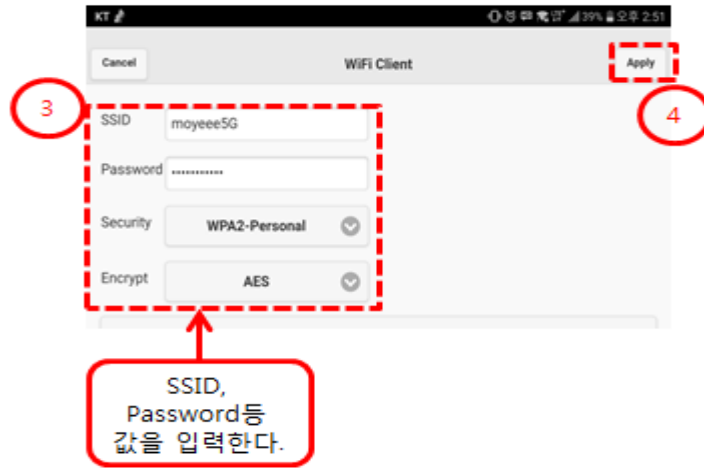 KT 39% 오후 2:51
Cancel WiFi Client Apply
3
4
SSID moyeee5G
Password ••••••••••••
Security WPA2-Personal
Encrypt AES
SSID,
Password등
값을 입력한다.